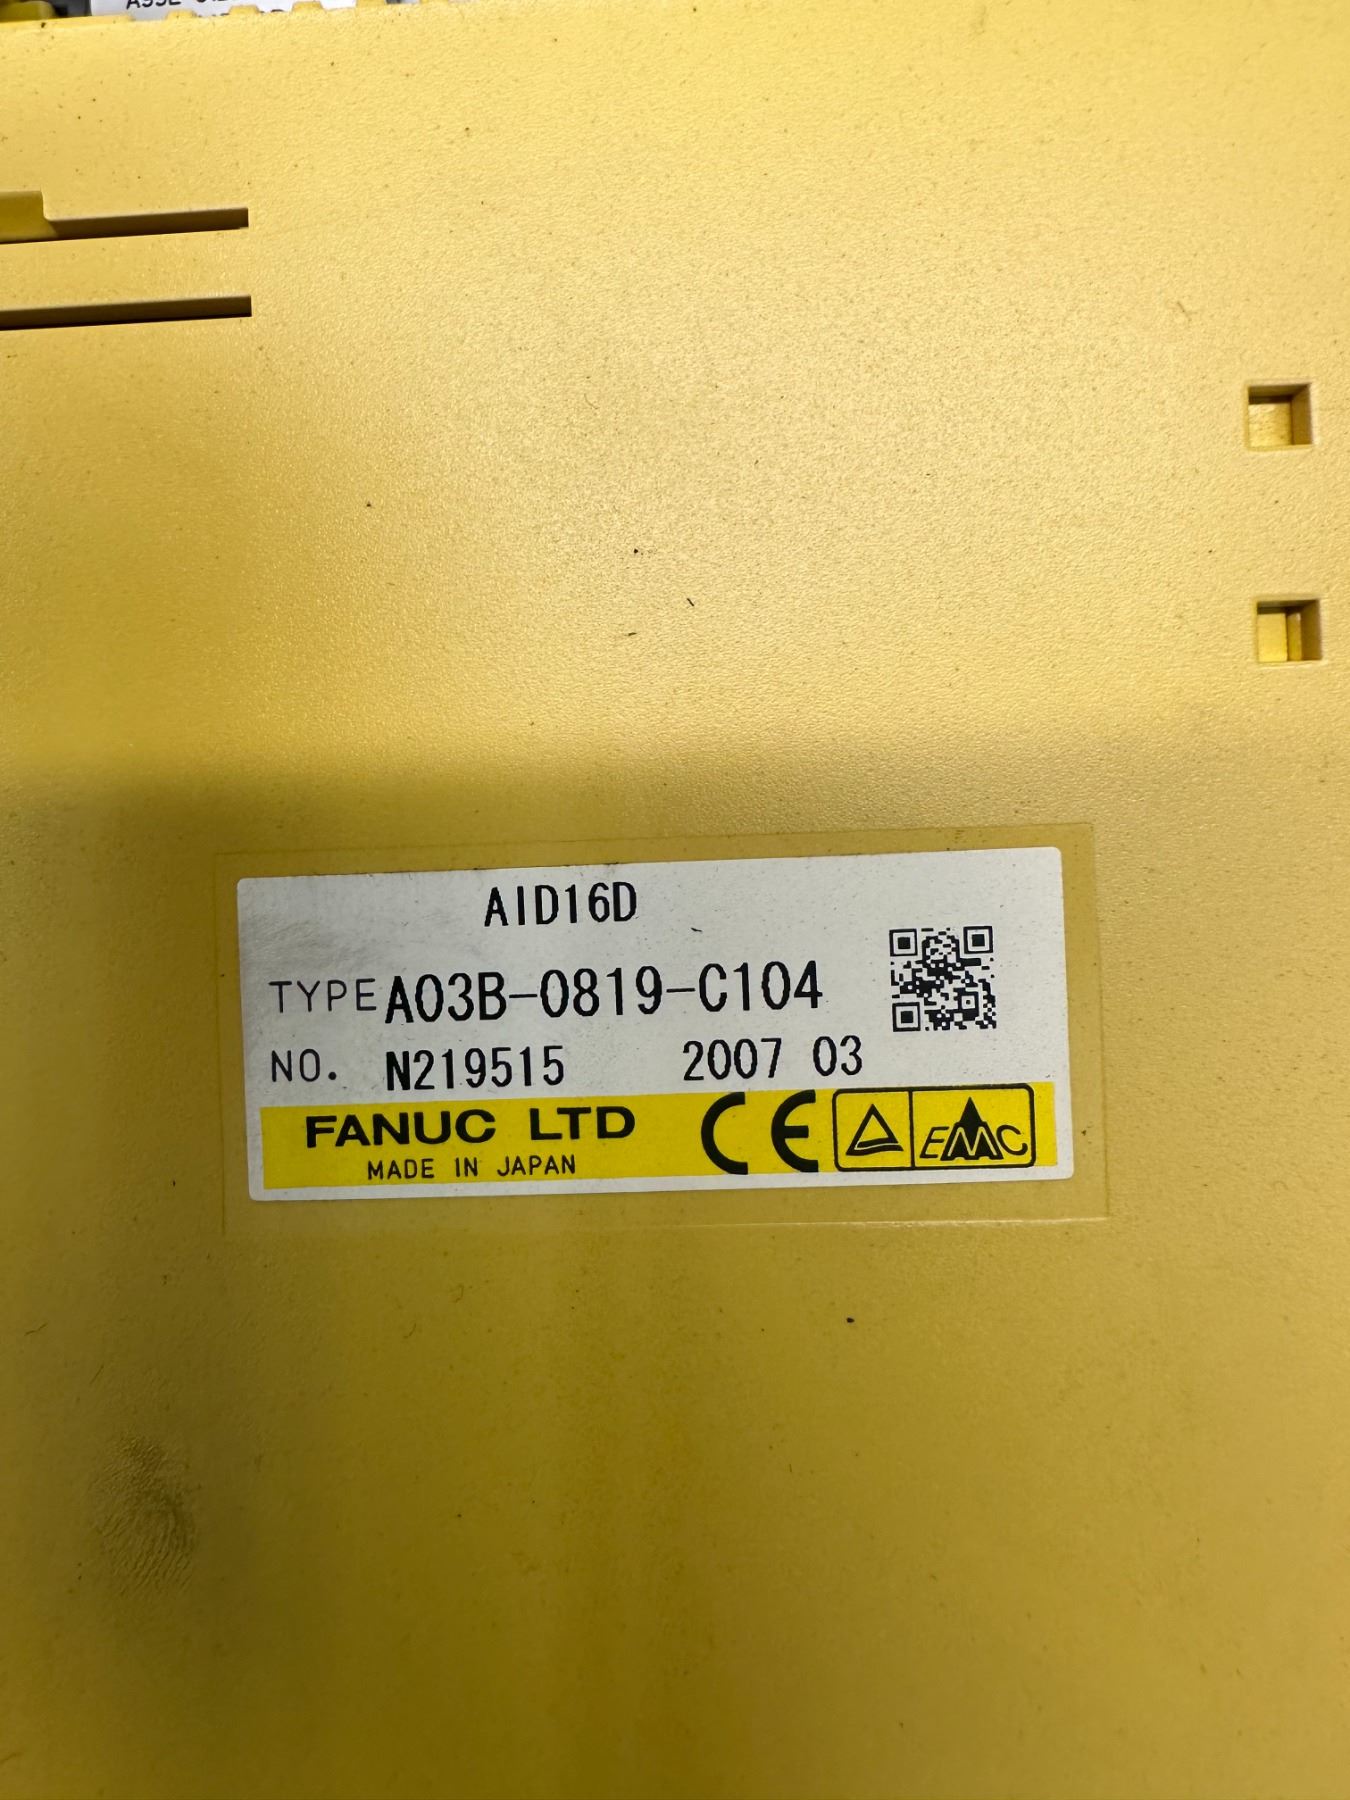 AID16D
TYPE A03B-0819-C104
NO. N219515 2007 03
FANUC LTD CE EMC
MADE IN JAPAN